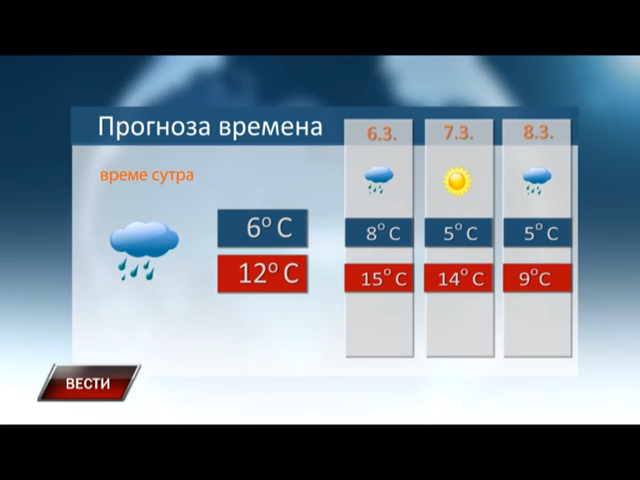 Прогноза времена
време сутра
6° C
12° C
6.3.
8° C
15° C
7.3.
5° C
14° C
8.3.
5° C
9°C
ВЕСТИ